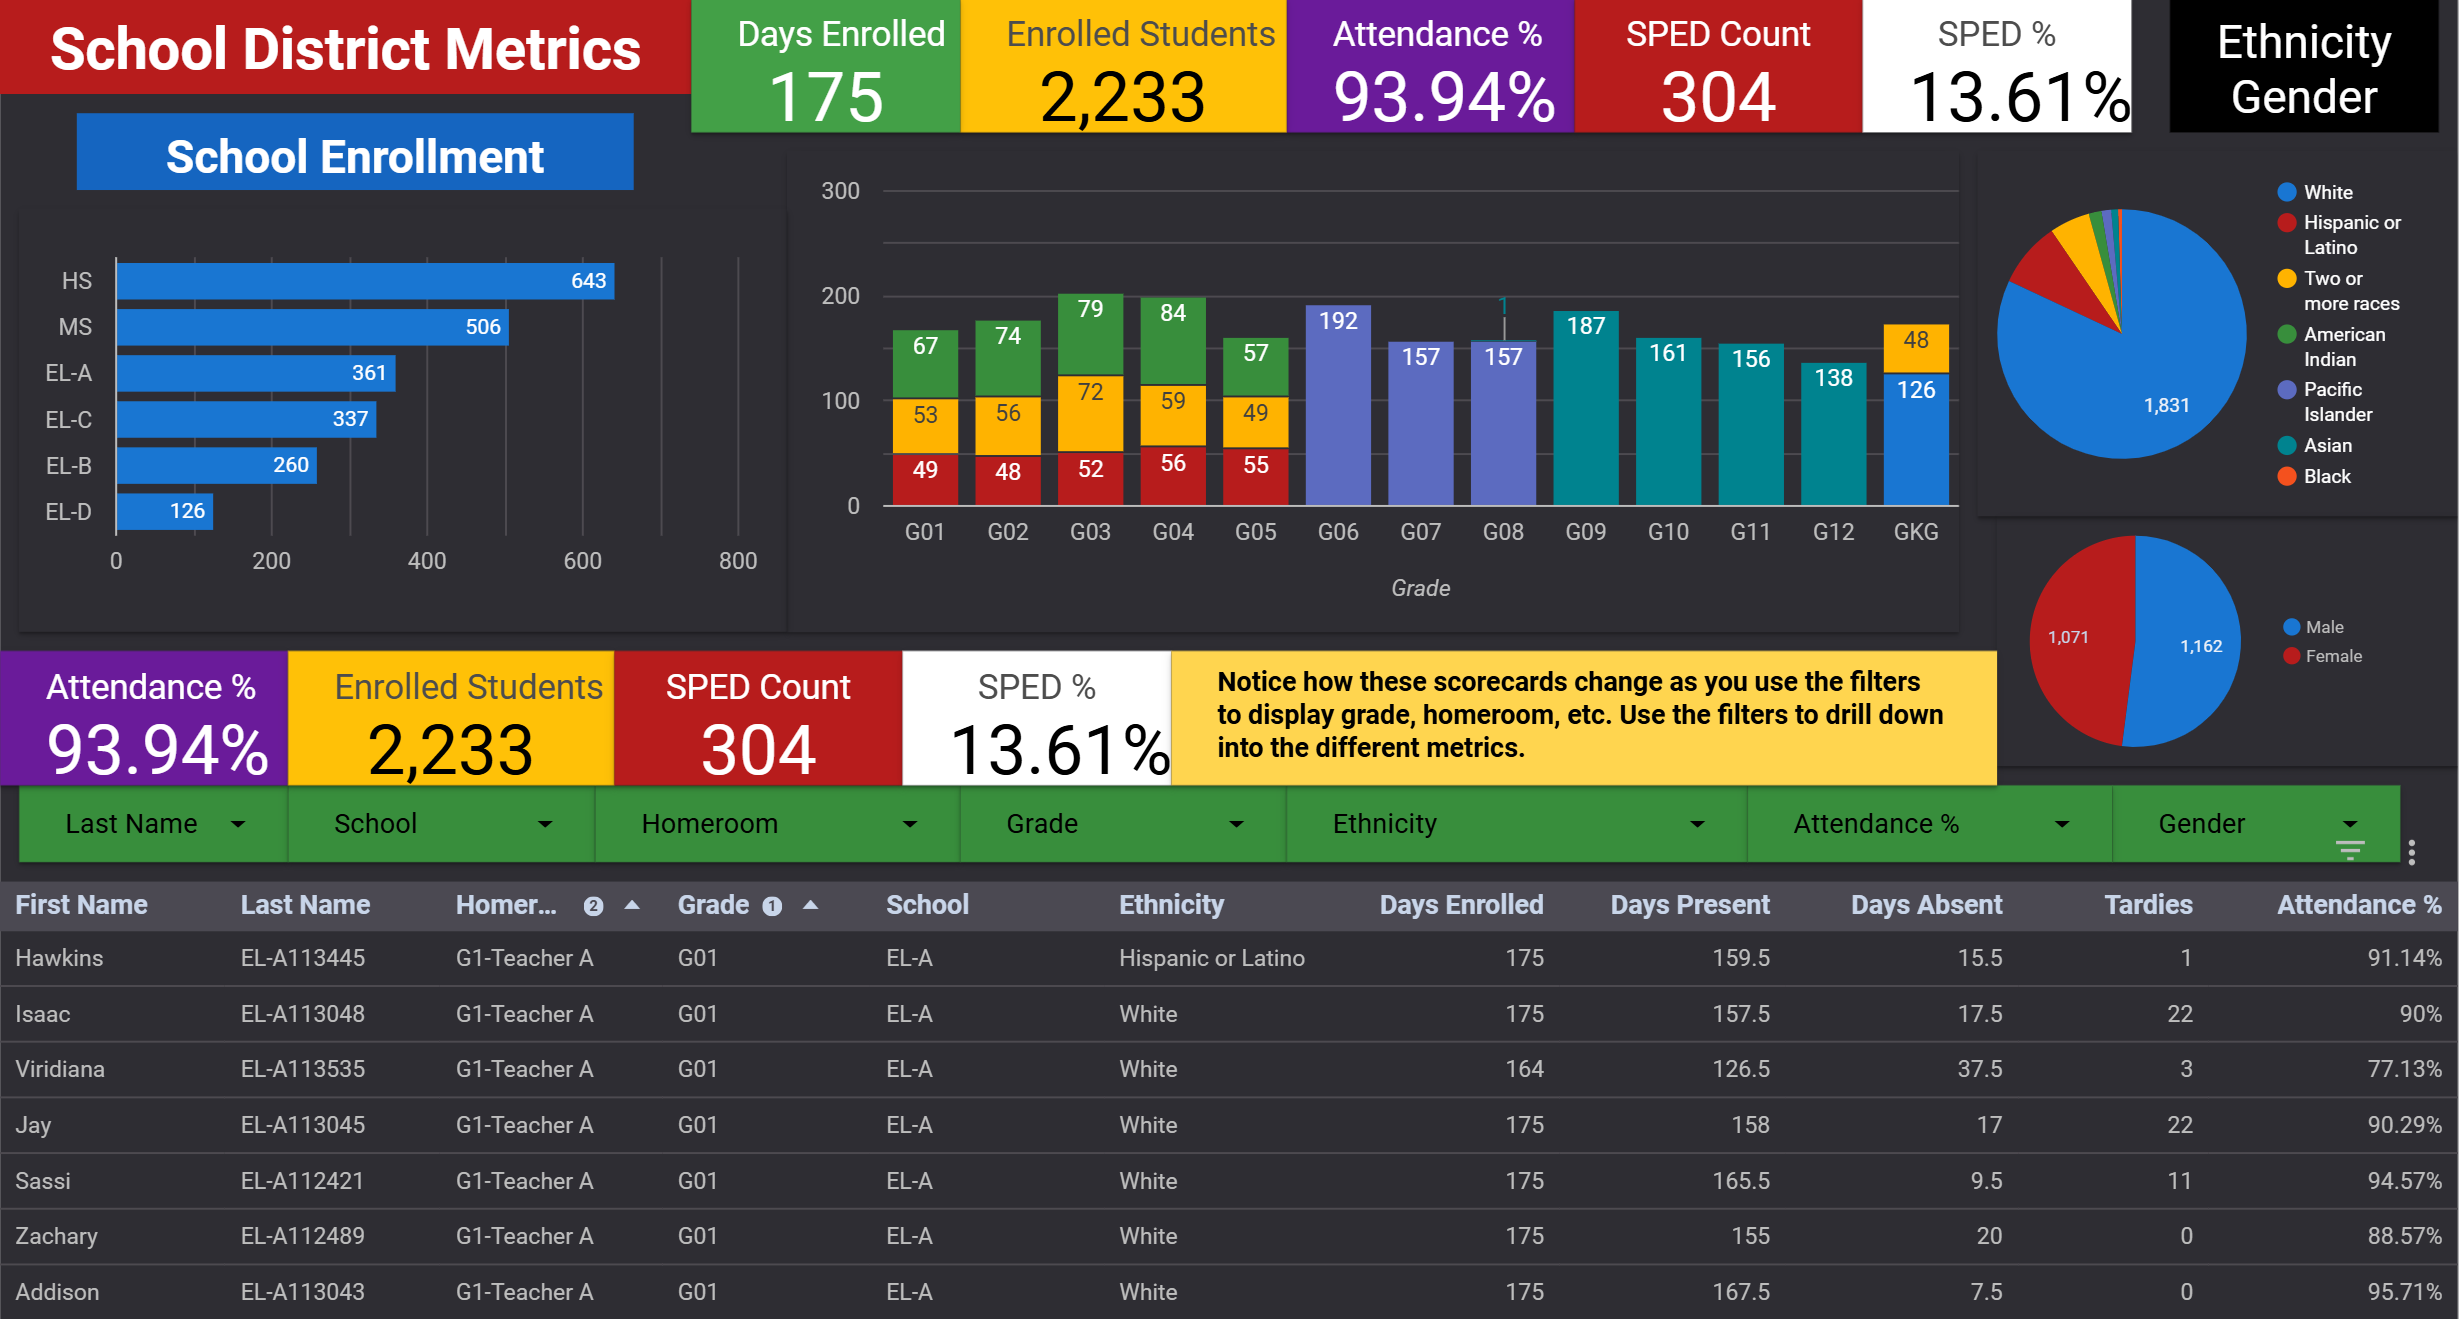 School District Metrics
Days Enrolled
175
Enrolled Students
2,233
Attendance %
93.94%
SPED Count
304
SPED %
13.61%
Ethnicity
Gender
School Enrollment
HS
643
MS
506
EL-A
361
EL-C
337
EL-B
260
EL-D
126
0 200 400 600 800
300
200
100
0
67
53
49
74
56
48
79
72
52
84
59
56
57
49
55
192
157
1
157
187
161
156
138
48
126
G01 G02 G03 G04 G05 G06 G07 G08 G09 G10 G11 G12 GKG
Grade
1,831
White
Hispanic or
Latino
Two or
more races
American
Indian
Pacific
Islander
Asian
Black
1,071
1,162
Male
Female
Attendance %
93.94%
Enrolled Students
2,233
SPED Count
304
SPED %
13.61%
Notice how these scorecards change as you use the filters
to display grade, homeroom, etc. Use the filters to drill down
into the different metrics.
Last Name School Homeroom Grade Ethnicity Attendance % Gender
First Name Last Name Homer... 2 Grade 1 School Ethnicity Days Enrolled Days Present Days Absent Tardies Attendance %
Hawkins EL-A113445 G1-Teacher A G01 EL-A Hispanic or Latino 175 159.5 15.5 1 91.14%
Isaac EL-A113048 G1-Teacher A G01 EL-A White 175 157.5 17.5 22 90%
Viridiana EL-A113535 G1-Teacher A G01 EL-A White 164 126.5 37.5 3 77.13%
Jay EL-A113045 G1-Teacher A G01 EL-A White 175 158 17 22 90.29%
Sassi EL-A112421 G1-Teacher A G01 EL-A White 175 165.5 9.5 11 94.57%
Zachary EL-A112489 G1-Teacher A G01 EL-A White 175 155 20 0 88.57%
Addison EL-A113043 G1-Teacher A G01 EL-A White 175 167.5 7.5 0 95.71%